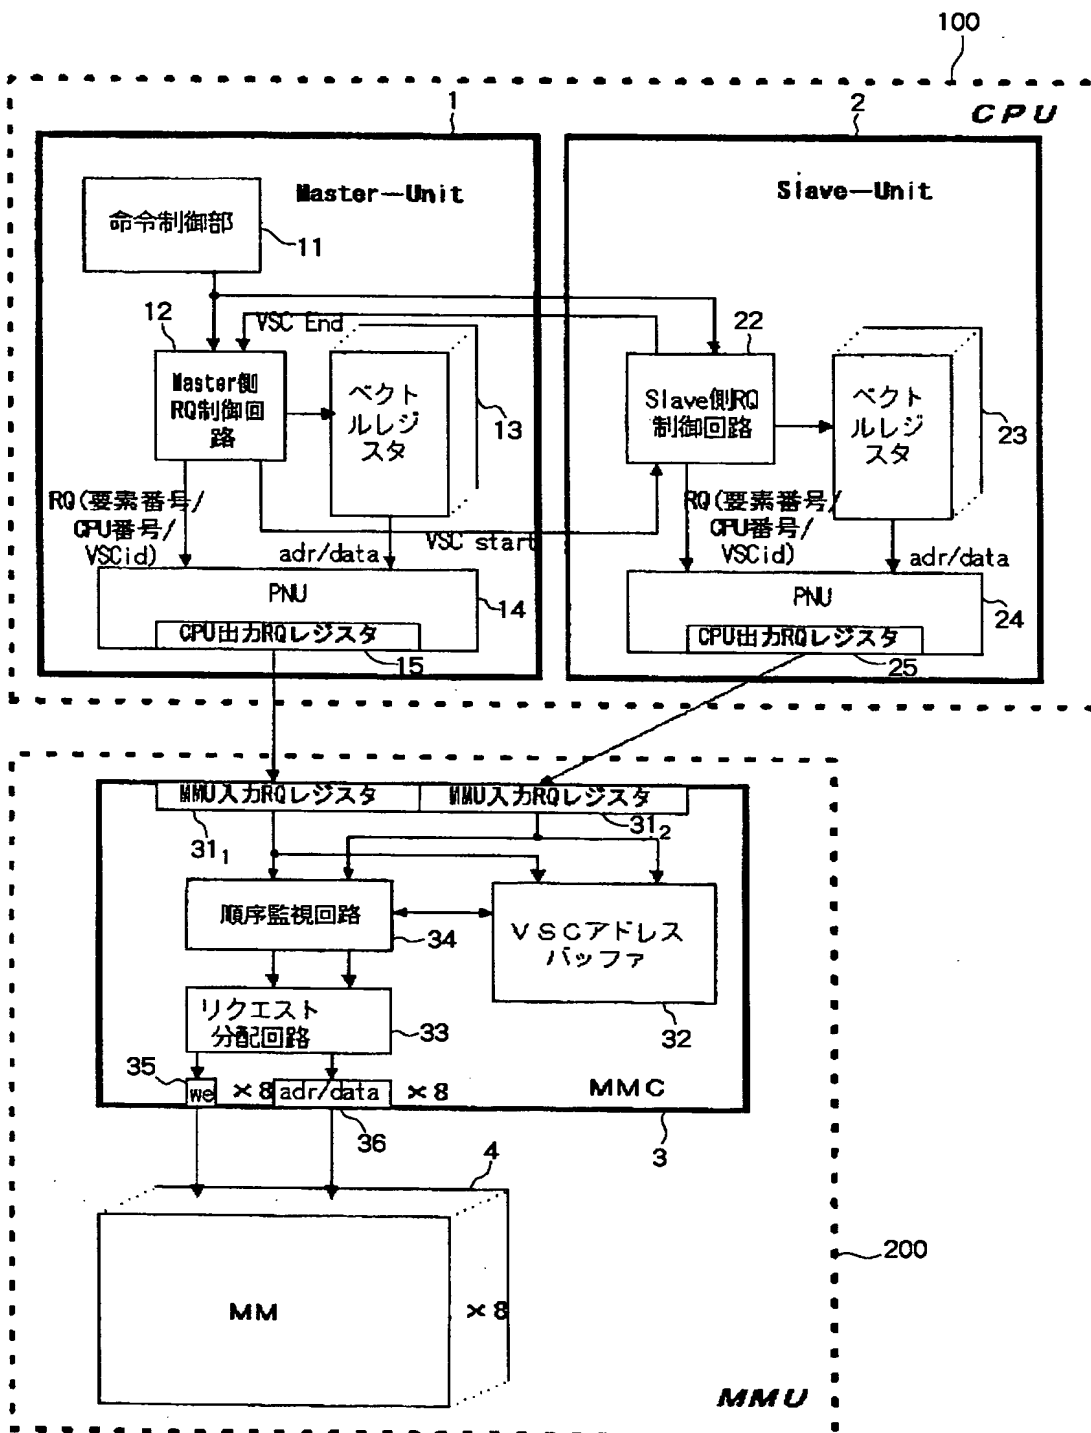 100
CPU
1
2
Master-Unit
Slave-Unit
命令制御部
11
12
VSC End
22
Master側
RQ制御回
路
ベクト
ルレジ
スタ
13
Slave側RQ
制御回路
ベクト
ルレジ
スタ
23
RQ(要素番号/
CPU番号/
VSCid)
adr/data
VSC start
RQ(要素番号/
CPU番号/
VSCid)
adr/data
PNU
14
CPU出力RQレジスタ
15
PNU
24
CPU出力RQレジスタ
25
MMU入力RQレジスタ
MMU入力RQレジスタ
31₁
31₂
順序監視回路
34
VSCアドレス
バッファ
32
リクエスト
分配回路
33
35
we
×8
adr/data
×8
36
MMC
3
4
MM
×8
200
MMU